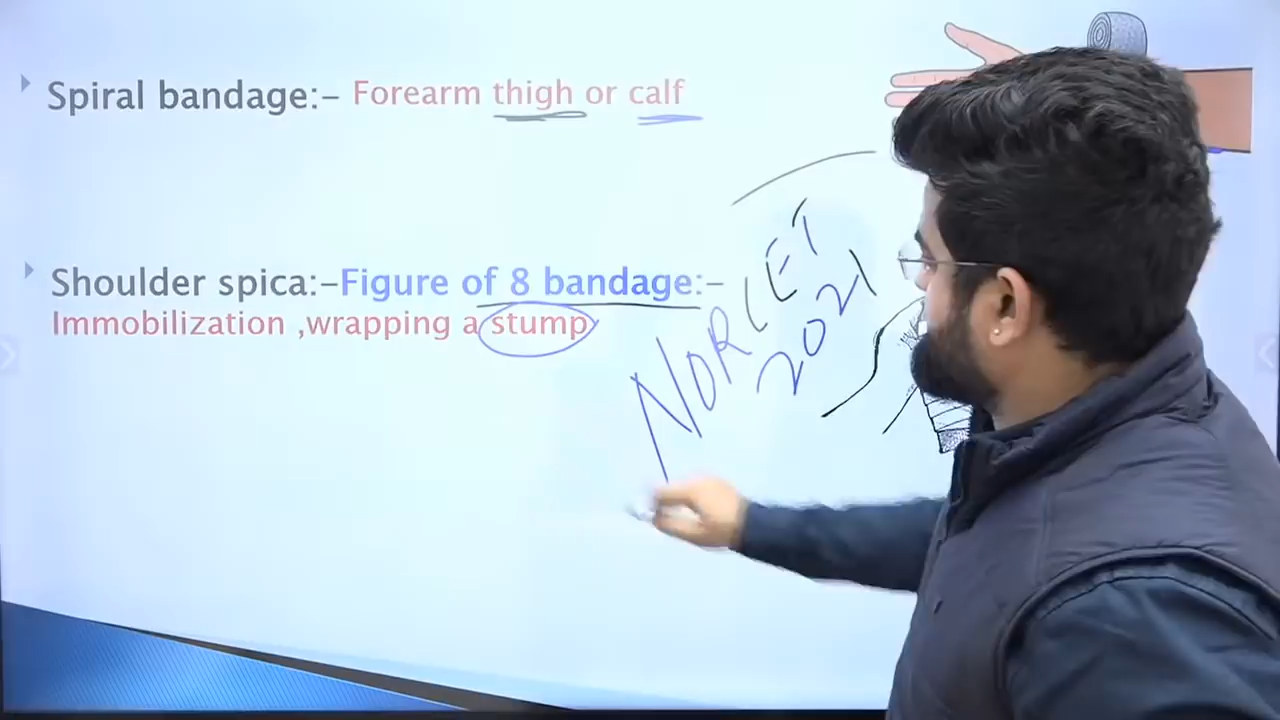 Spiral bandage:- Forearm thigh or calf
Shoulder spica:-Figure of 8 bandage:-
Immobilization ,wrapping a stump
NORCET
2021